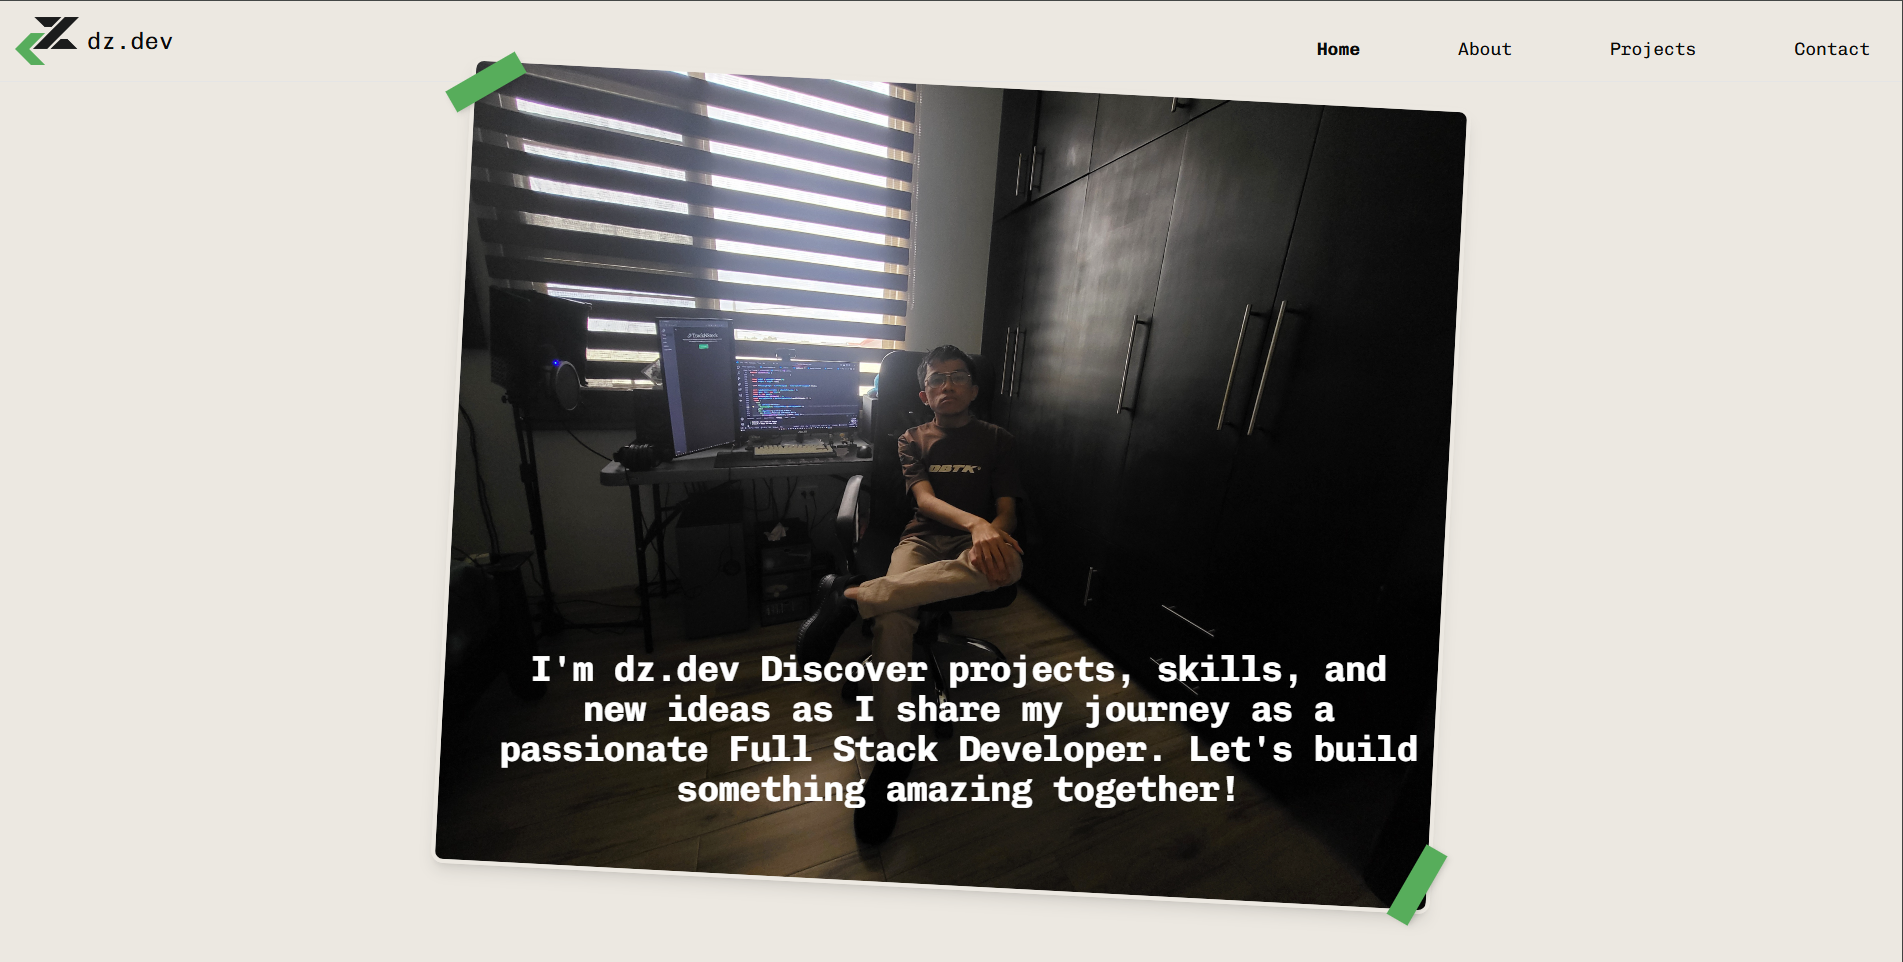 dz.dev
Home About Projects Contact
DBTK
I'm dz.dev Discover projects, skills, and
new ideas as I share my journey as a
passionate Full Stack Developer. Let's build
something amazing together!